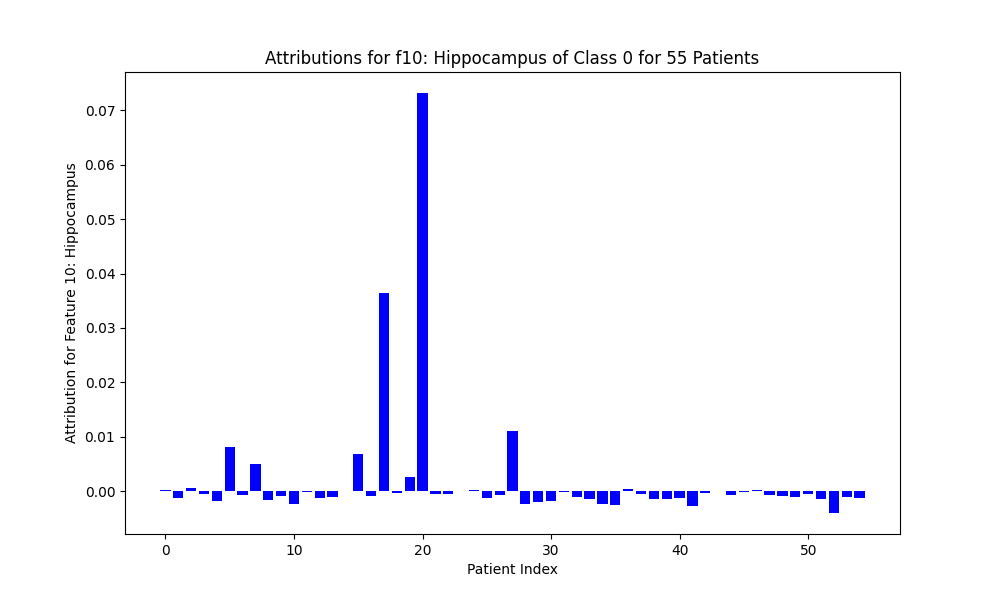 Attributions for f10: Hippocampus of Class 0 for 55 Patients
Attribution for Feature 10: Hippocampus
0.07
0.06
0.05
0.04
0.03
0.02
0.01
0.00
0 10 20 30 40 50
Patient Index